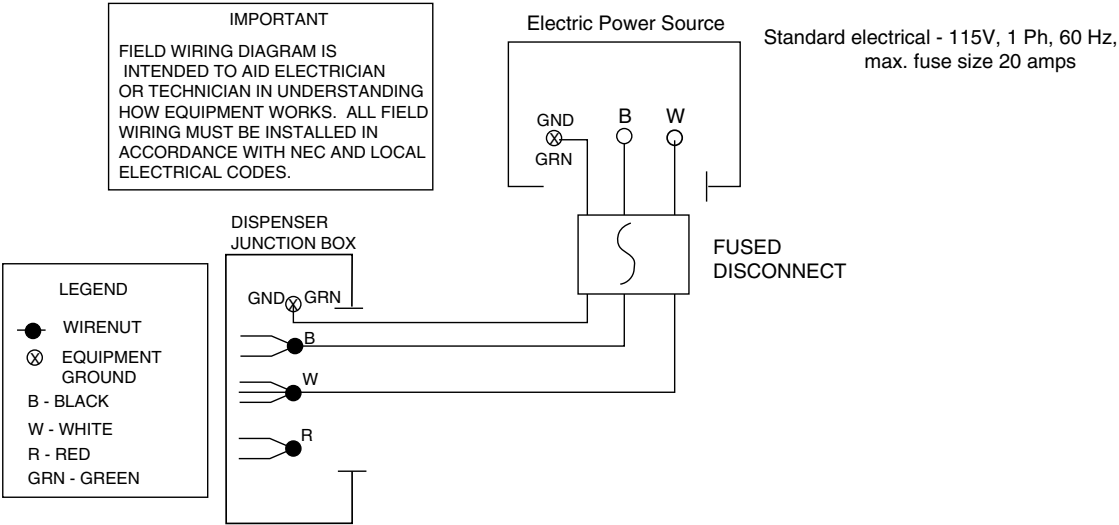 IMPORTANT
FIELD WIRING DIAGRAM IS
INTENDED TO AID ELECTRICIAN
OR TECHNICIAN IN UNDERSTANDING
HOW EQUIPMENT WORKS. ALL FIELD
WIRING MUST BE INSTALLED IN
ACCORDANCE WITH NEC AND LOCAL
ELECTRICAL CODES.
Electric Power Source
Standard electrical - 115V, 1 Ph, 60 Hz,
max. fuse size 20 amps
GND
B
W
GRN
FUSED
DISCONNECT
DISPENSER
JUNCTION BOX
GND GRN
B
W
R
LEGEND
WIRENUT
EQUIPMENT
GROUND
B - BLACK
W - WHITE
R - RED
GRN - GREEN